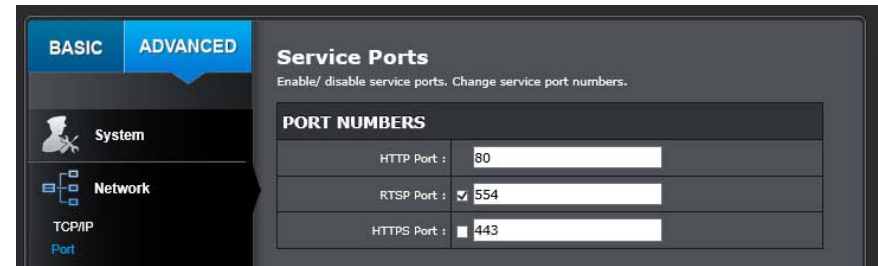 BASIC ADVANCED
System
Network
TCP/IP
Port
Service Ports
Enable/ disable service ports. Change service port numbers.
PORT NUMBERS
HTTP Port : 80
RTSP Port : 554
HTTPS Port : 443